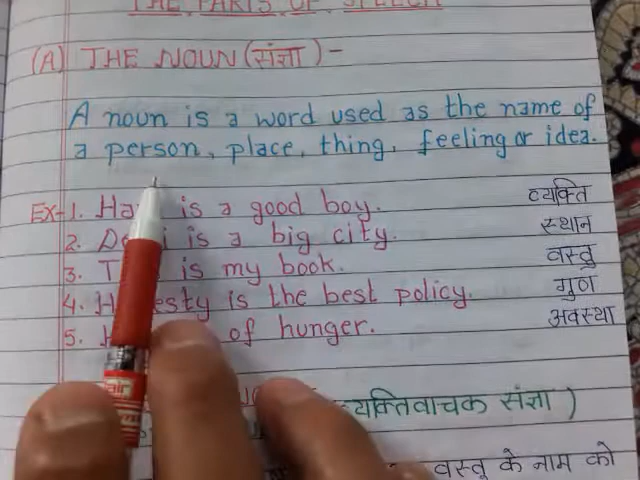 THE PARTS OF SPEECH
(A) THE NOUN (संज्ञा) -
A noun is a word used as the name of
a person, place, thing, feeling or idea.
Ex- 1. is a good boy. व्यक्ति
2. is a big city. स्थान
3. is my book. वस्तु
4. is the best policy. गुण
5. of hunger. अवस्था
व्यक्तिवाचक संज्ञा )
वस्तु के नाम को